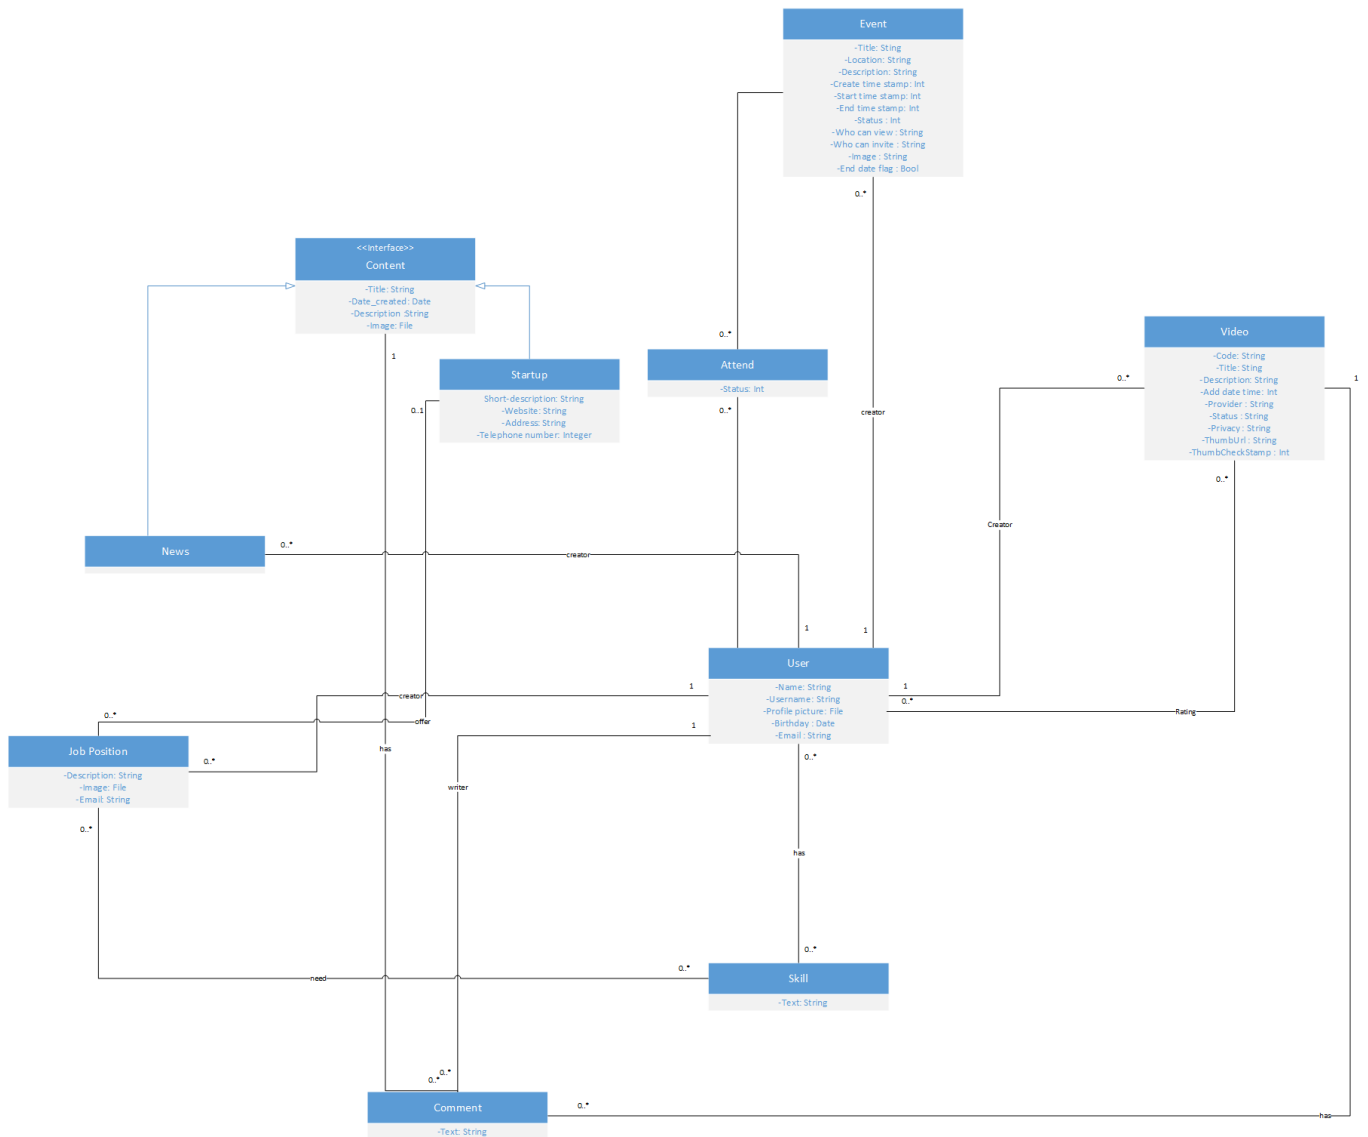 Event
-Title: Sting
-Location: String
-Description: String
-Create time stamp: Int
-Start time stamp: Int
-End time stamp: Int
-Status : Int
-Who can view : String
-Who can invite : String
-Image : String
-End date flag : Bool
0..*
<<Interface>>
Content
-Title: String
-Date_created: Date
-Description :String
-Image: File
1
Startup
Short-description: String
-Website: String
-Address: String
-Telephone number: Integer
0..1
0..*
Attend
-Status: Int
0..*
creator
Video
-Code: String
-Title: Sting
-Description: String
-Add date time: Int
-Provider : String
-Status : String
-Privacy : String
-ThumbUrl : String
-ThumbCheckStamp : Int
0..*
1
0..*
Creator
News
0..*
creator
1
1
User
-Name: String
-Username: String
-Profile picture: File
-Birthday : Date
-Email : String
1
1
1
0..*
Rating
creator
offer
0..*
Job Position
-Description: String
-Image: File
-Email: String
0..*
0..*
has
writer
0..*
has
0..*
need
0..*
Skill
-Text: String
0..*
0..*
Comment
-Text: String
0..*
has